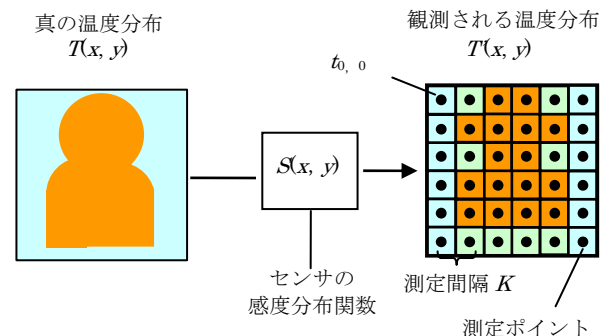 真の温度分布
T(x, y)
観測される温度分布
T'(x, y)
t0, 0
S(x, y)
センサの
感度分布関数
測定間隔 K
測定ポイント